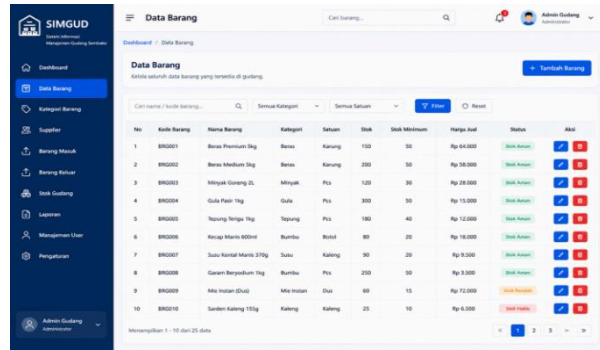 SIMGUD
Sistem Informasi
Manajemen Gudang Sembako
Dashboard
Data Barang
Kategori Barang
Supplier
Barang Masuk
Barang Keluar
Stok Gudang
Laporan
Manajemen User
Pengaturan
Admin Gudang
Administrator
Data Barang
Cari barang...
Admin Gudang
Administrator
Dashboard / Data Barang
Data Barang
Kelola seluruh data barang yang tersedia di gudang.
+ Tambah Barang
Cari nama / kode barang... Semua Kategori Semua Satuan Filter Reset
No Kode Barang Nama Barang Kategori Satuan Stok Stok Minimum Harga Jual Status Aksi
1 BRG001 Beras Premium 5kg Beras Karung 150 50 Rp 64.000 Stok Aman
2 BRG002 Beras Medium 5kg Beras Karung 200 50 Rp 58.000 Stok Aman
3 BRG003 Minyak Goreng 2L Minyak Pcs 120 30 Rp 28.000 Stok Aman
4 BRG004 Gula Pasir 1kg Gula Pcs 300 50 Rp 15.000 Stok Aman
5 BRG005 Tepung Terigu 1kg Tepung Pcs 180 40 Rp 12.000 Stok Aman
6 BRG006 Kecap Manis 600ml Bumbu Botol 80 20 Rp 18.000 Stok Aman
7 BRG007 Susu Kental Manis 370g Susu Kaleng 90 20 Rp 9.500 Stok Aman
8 BRG008 Garam Beryodium 1kg Bumbu Pcs 250 50 Rp 3.500 Stok Aman
9 BRG009 Mie Instan (Dus) Mie Instan Dus 60 15 Rp 72.000 Stok Rendah
10 BRG010 Sarden Kaleng 155g Kaleng Kaleng 25 10 Rp 6.500 Stok Habis
Menampilkan 1 - 10 dari 25 data
« 1 2 3 > »